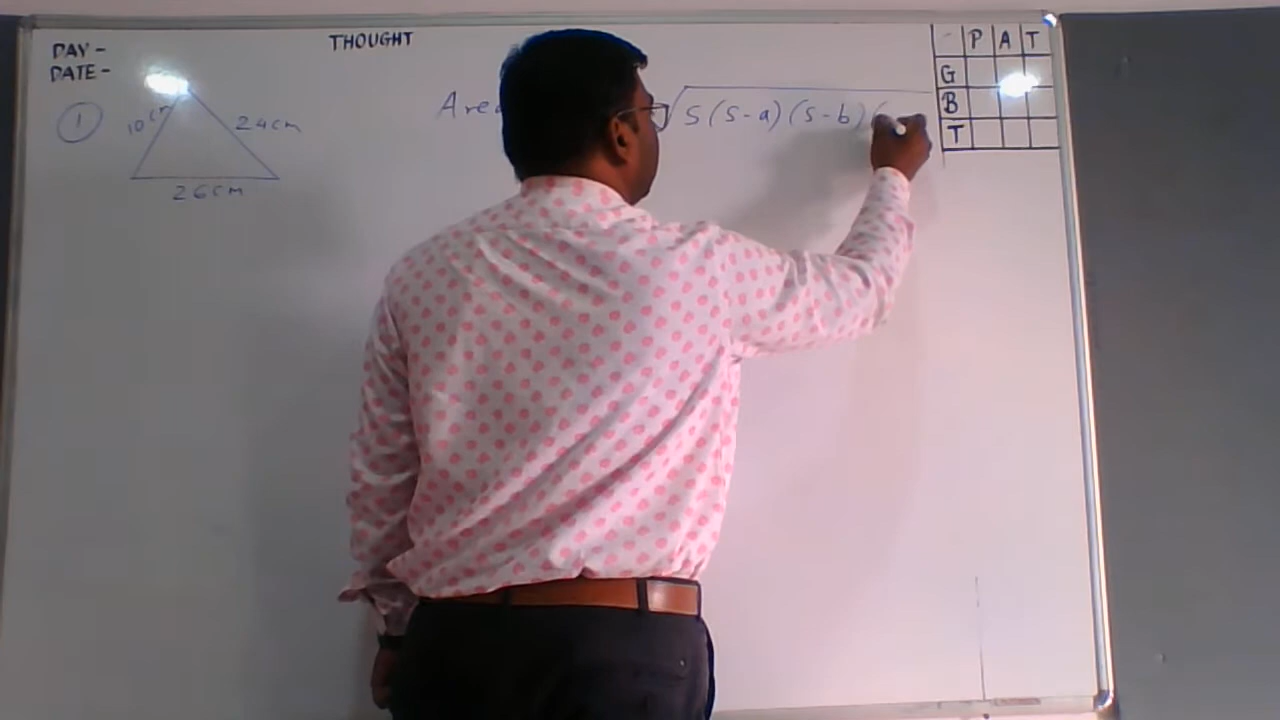 DAY -
DATE -
THOUGHT
P A T
G
B
T
1
10cm
24cm
26cm
√s(s-a)(s-b)(